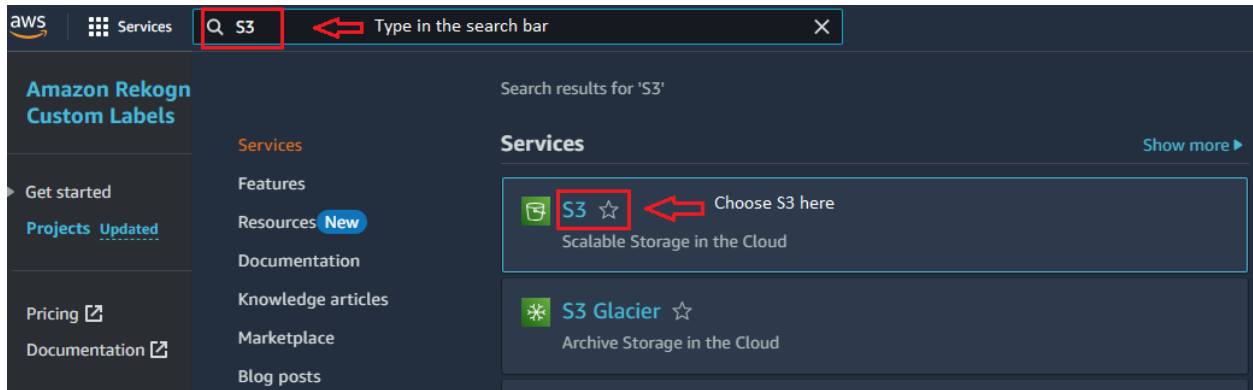 aws
Services
S3
Type in the search bar
Amazon Rekogn
Custom Labels
Get started
Projects Updated
Pricing
Documentation
Services
Features
Resources New
Documentation
Knowledge articles
Marketplace
Blog posts
Search results for 'S3'
Services
Show more
S3
Choose S3 here
Scalable Storage in the Cloud
S3 Glacier
Archive Storage in the Cloud